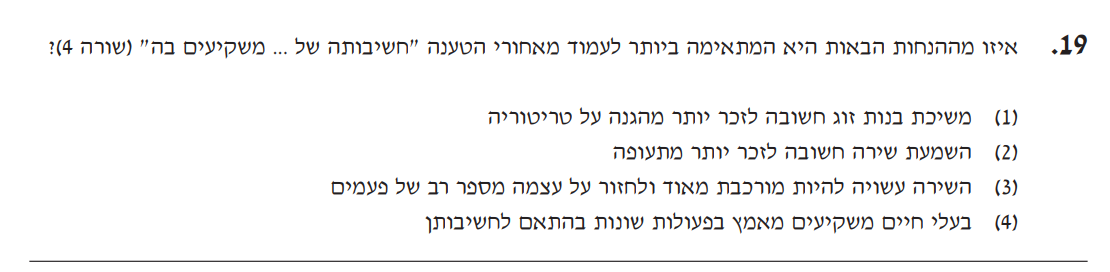 19. איזו מההנחות הבאות היא המתאימה ביותר לעמוד מאחורי הטענה "חשיבותה של ... משקיעים בה" (שורה 4)?
(1) משיכת בנות זוג חשובה לזכר יותר מהגנה על טריטוריה
(2) השמעת שירה חשובה לזכר יותר מתעופה
(3) השירה עשויה להיות מורכבת מאוד ולחזור על עצמה מספר רב של פעמים
(4) בעלי חיים משקיעים מאמץ בפעולות שונות בהתאם לחשיבותן